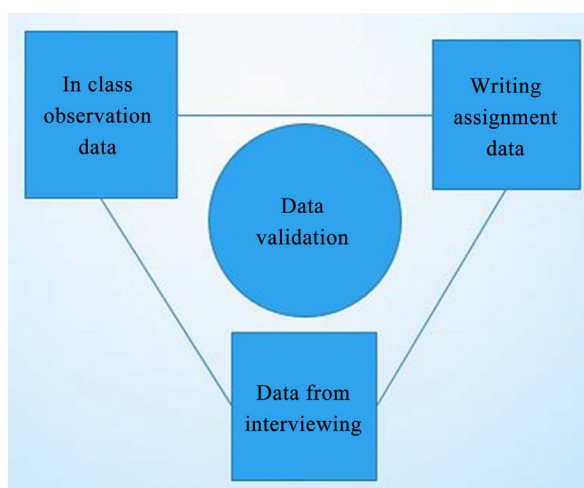 In class
observation
data
Writing
assignment
data
Data
validation
Data from
interviewing